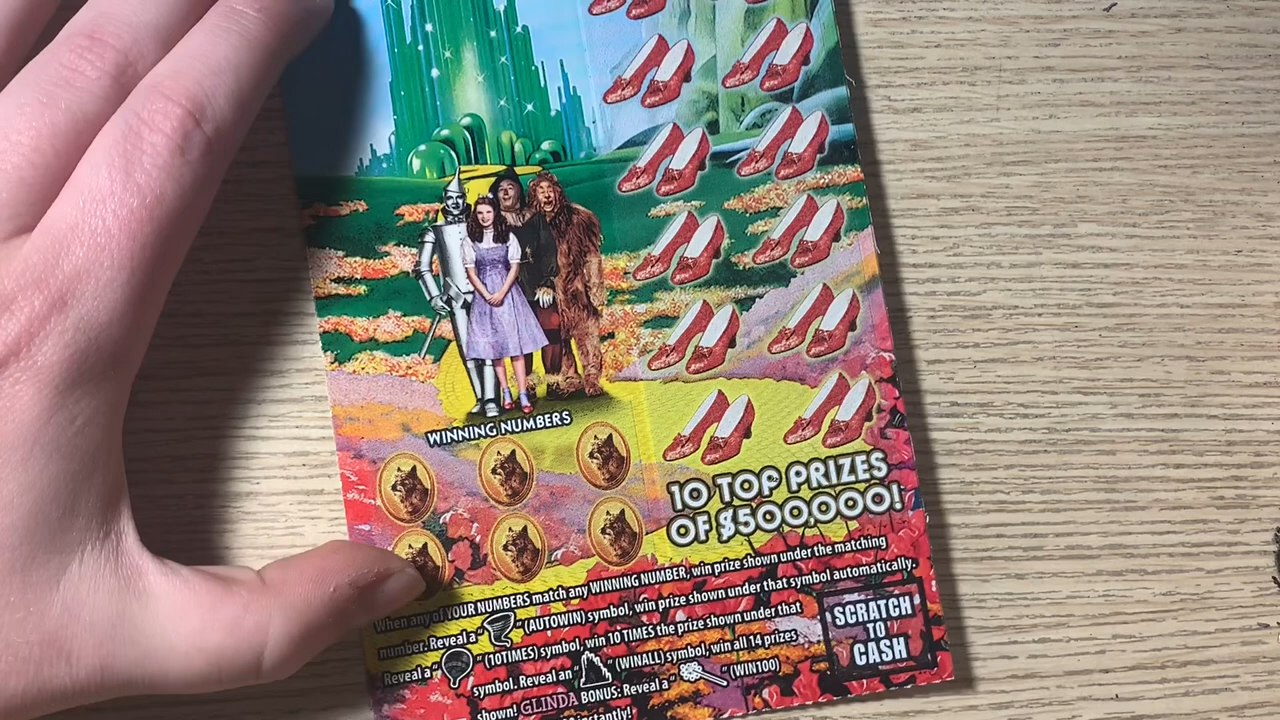 WINNING NUMBERS
10 TOP PRIZES
OF $500,000!
When any of YOUR NUMBERS match any WINNING NUMBER, win prize shown under the matching
number. Reveal a " " (AUTOWIN) symbol, win prize shown under that symbol automatically.
Reveal a " " (10TIMES) symbol, win 10 TIMES the prize shown under that
symbol. Reveal an " " (WINALL) symbol, win all 14 prizes
shown! GLINDA BONUS: Reveal a " " (WIN100)
instantly!
SCRATCH
TO
CASH